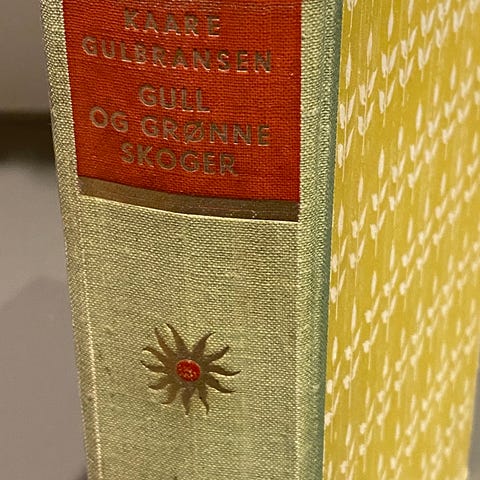 KAARE
GULBRANSEN
GULL
OG GRØNNE
SKOGER